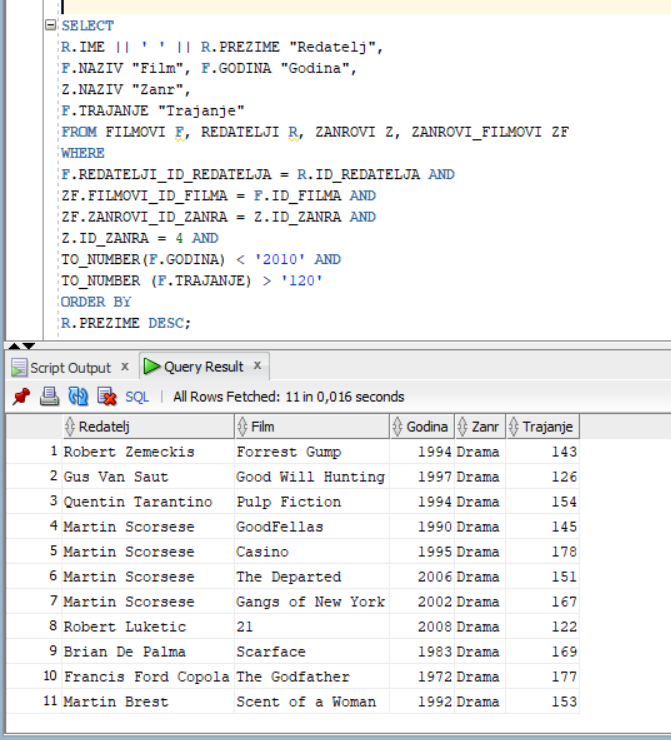 SELECT
R.IME || ' ' || R.PREZIME "Redatelj",
F.NAZIV "Film", F.GODINA "Godina",
Z.NAZIV "Zanr",
F.TRAJANJE "Trajanje"
FROM FILMOVI F, REDATELJI R, ZANROVI Z, ZANROVI_FILMOVI ZF
WHERE
F.REDATELJI_ID_REDATELJA = R.ID_REDATELJA AND
ZF.FILMOVI_ID_FILMA = F.ID_FILMA AND
ZF.ZANROVI_ID_ZANRA = Z.ID_ZANRA AND
Z.ID_ZANRA = 4 AND
TO_NUMBER(F.GODINA) < '2010' AND
TO_NUMBER (F.TRAJANJE) > '120'
ORDER BY
R.PREZIME DESC;
Script Output x Query Result x
SQL | All Rows Fetched: 11 in 0,016 seconds
Redatelj Film Godina Zanr Trajanje
1 Robert Zemeckis Forrest Gump 1994 Drama 143
2 Gus Van Saut Good Will Hunting 1997 Drama 126
3 Quentin Tarantino Pulp Fiction 1994 Drama 154
4 Martin Scorsese GoodFellas 1990 Drama 145
5 Martin Scorsese Casino 1995 Drama 178
6 Martin Scorsese The Departed 2006 Drama 151
7 Martin Scorsese Gangs of New York 2002 Drama 167
8 Robert Luketic 21 2008 Drama 122
9 Brian De Palma Scarface 1983 Drama 169
10 Francis Ford Copola The Godfather 1972 Drama 177
11 Martin Brest Scent of a Woman 1992 Drama 153